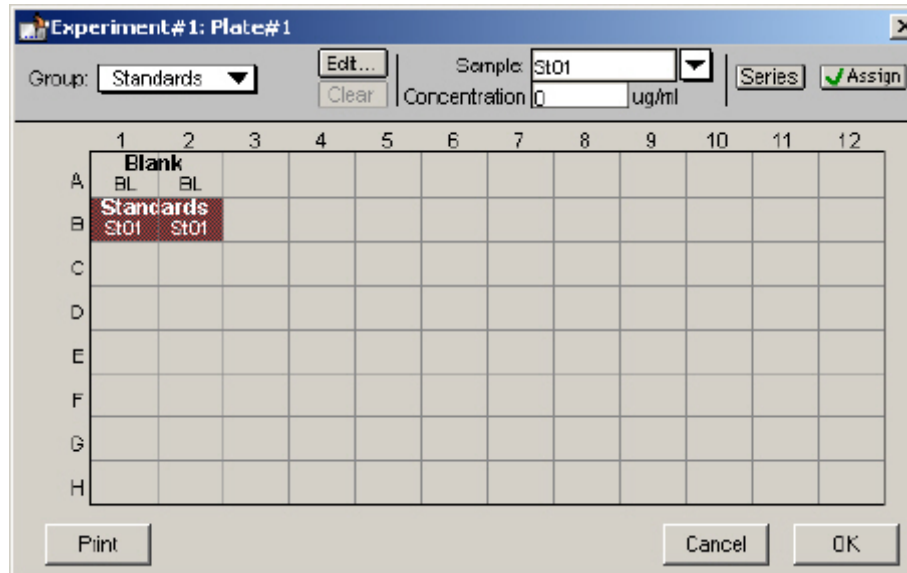 Experiment#1: Plate#1
Group: Standards
Edit...
Clear
Sample: St01
Concentration 0 ug/ml
Series
Assign
1 2 3 4 5 6 7 8 9 10 11 12
Blank
A BL BL
Standards
B St01 St01
C
D
E
F
G
H
Print Cancel OK